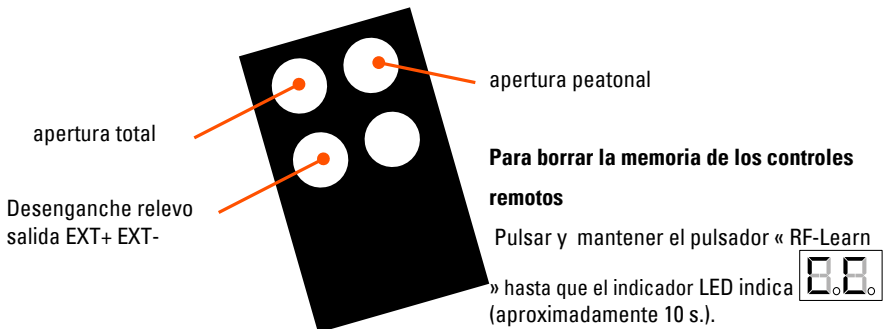 apertura total
Desenganche relevo
salida EXT+ EXT-
apertura peatonal
Para borrar la memoria de los controles
remotos
Pulsar y mantener el pulsador « RF-Learn
» hasta que el indicador LED indica C.C.
(aproximadamente 10 s.).